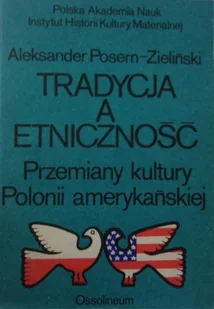 Polska Akademia Nauk
Instytut Historii Kultury Materialnej
Aleksander Posern-Zieliński
TRADYCJA
A
ETNICZNOŚĆ
Przemiany kultury
Polonii amerykańskiej
Ossolineum